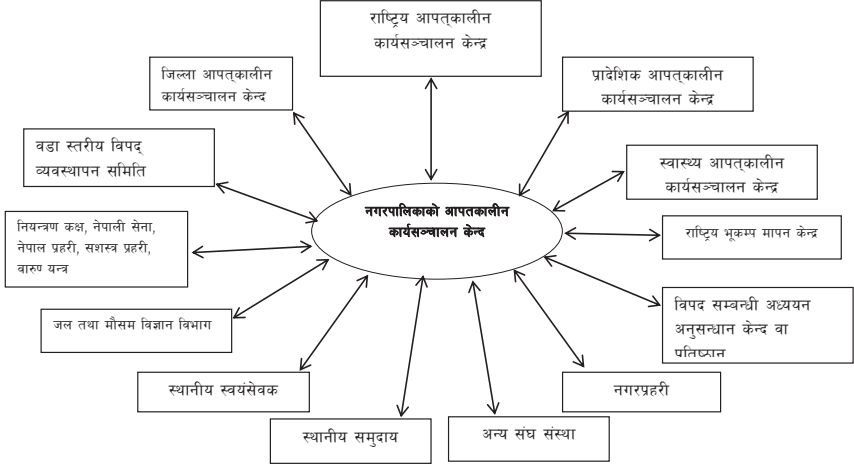 राष्ट्रिय आपत्कालीन
कार्यसञ्चालन केन्द्र
जिल्ला आपत्कालीन
कार्यसञ्चालन केन्द
प्रादेशिक आपत्कालीन
कार्यसञ्चालन केन्द्र
वडा स्तरीय विपद्
व्यवस्थापन समिति
स्वास्थ्य आपत्कालीन
कार्यसञ्चालन केन्द्र
नगरपालिकाको आपतकालीन
कार्यसञ्चालन केन्द
नियन्त्रण कक्ष, नेपाली सेना,
नेपाल प्रहरी, सशस्त्र प्रहरी,
बारुण यन्त्र
राष्ट्रिय भूकम्प मापन केन्द्र
जल तथा मौसम विज्ञान विभाग
विपद सम्बन्धी अध्ययन
अनुसन्धान केन्द वा
प्रतिष्ठान
स्थानीय स्वयंसेवक
नगरप्रहरी
स्थानीय समुदाय
अन्य संघ संस्था